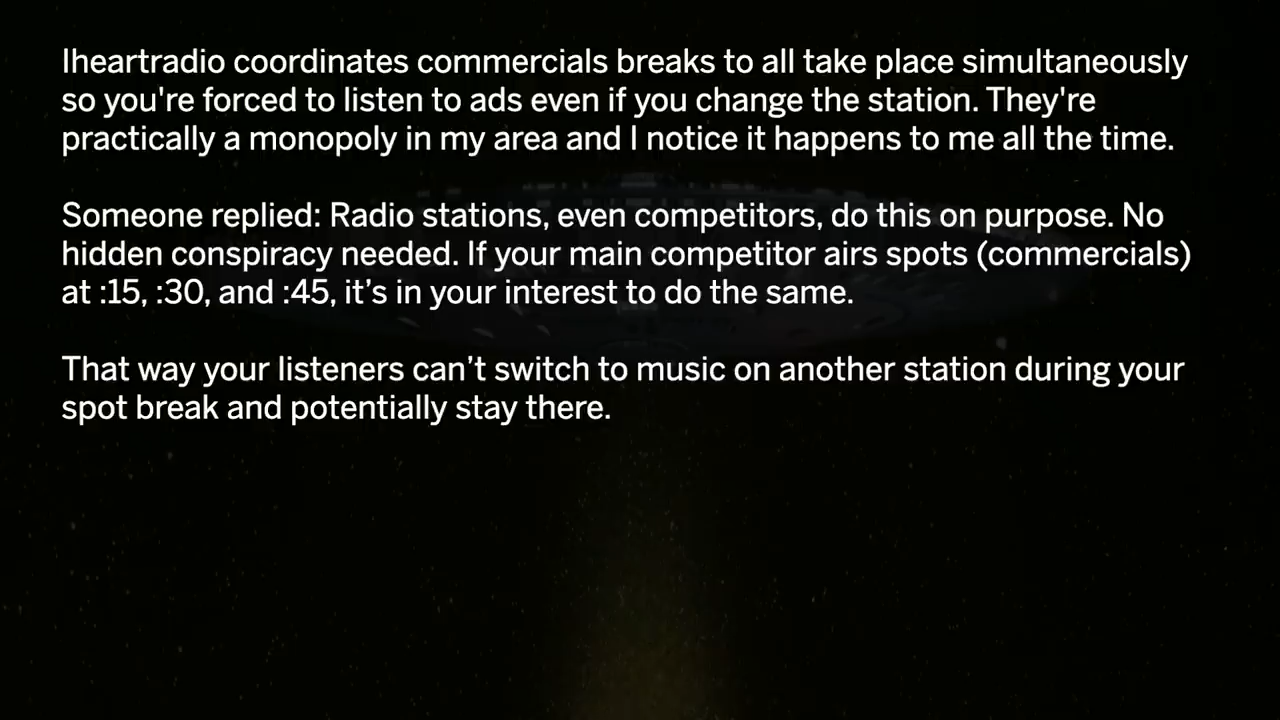 Iheartradio coordinates commercials breaks to all take place simultaneously
so you're forced to listen to ads even if you change the station. They're
practically a monopoly in my area and I notice it happens to me all the time.
Someone replied: Radio stations, even competitors, do this on purpose. No
hidden conspiracy needed. If your main competitor airs spots (commercials)
at :15, :30, and :45, it’s in your interest to do the same.
That way your listeners can’t switch to music on another station during your
spot break and potentially stay there.